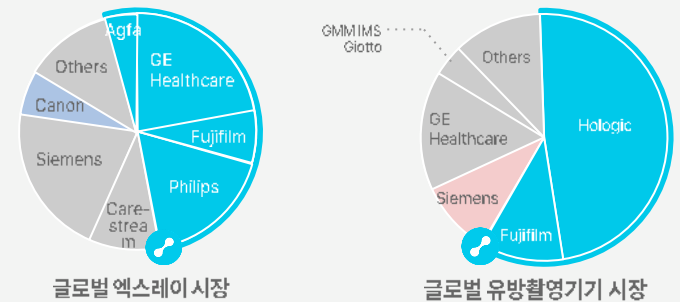 Agfa
GE
Healthcare
Others
Canon
Fujifilm
Siemens
Philips
Care-
strea
m
글로벌 엑스레이 시장
GMM IMS
Giotto
Others
Hologic
GE
Healthcare
Siemens
Fujifilm
글로벌 유방촬영기기 시장